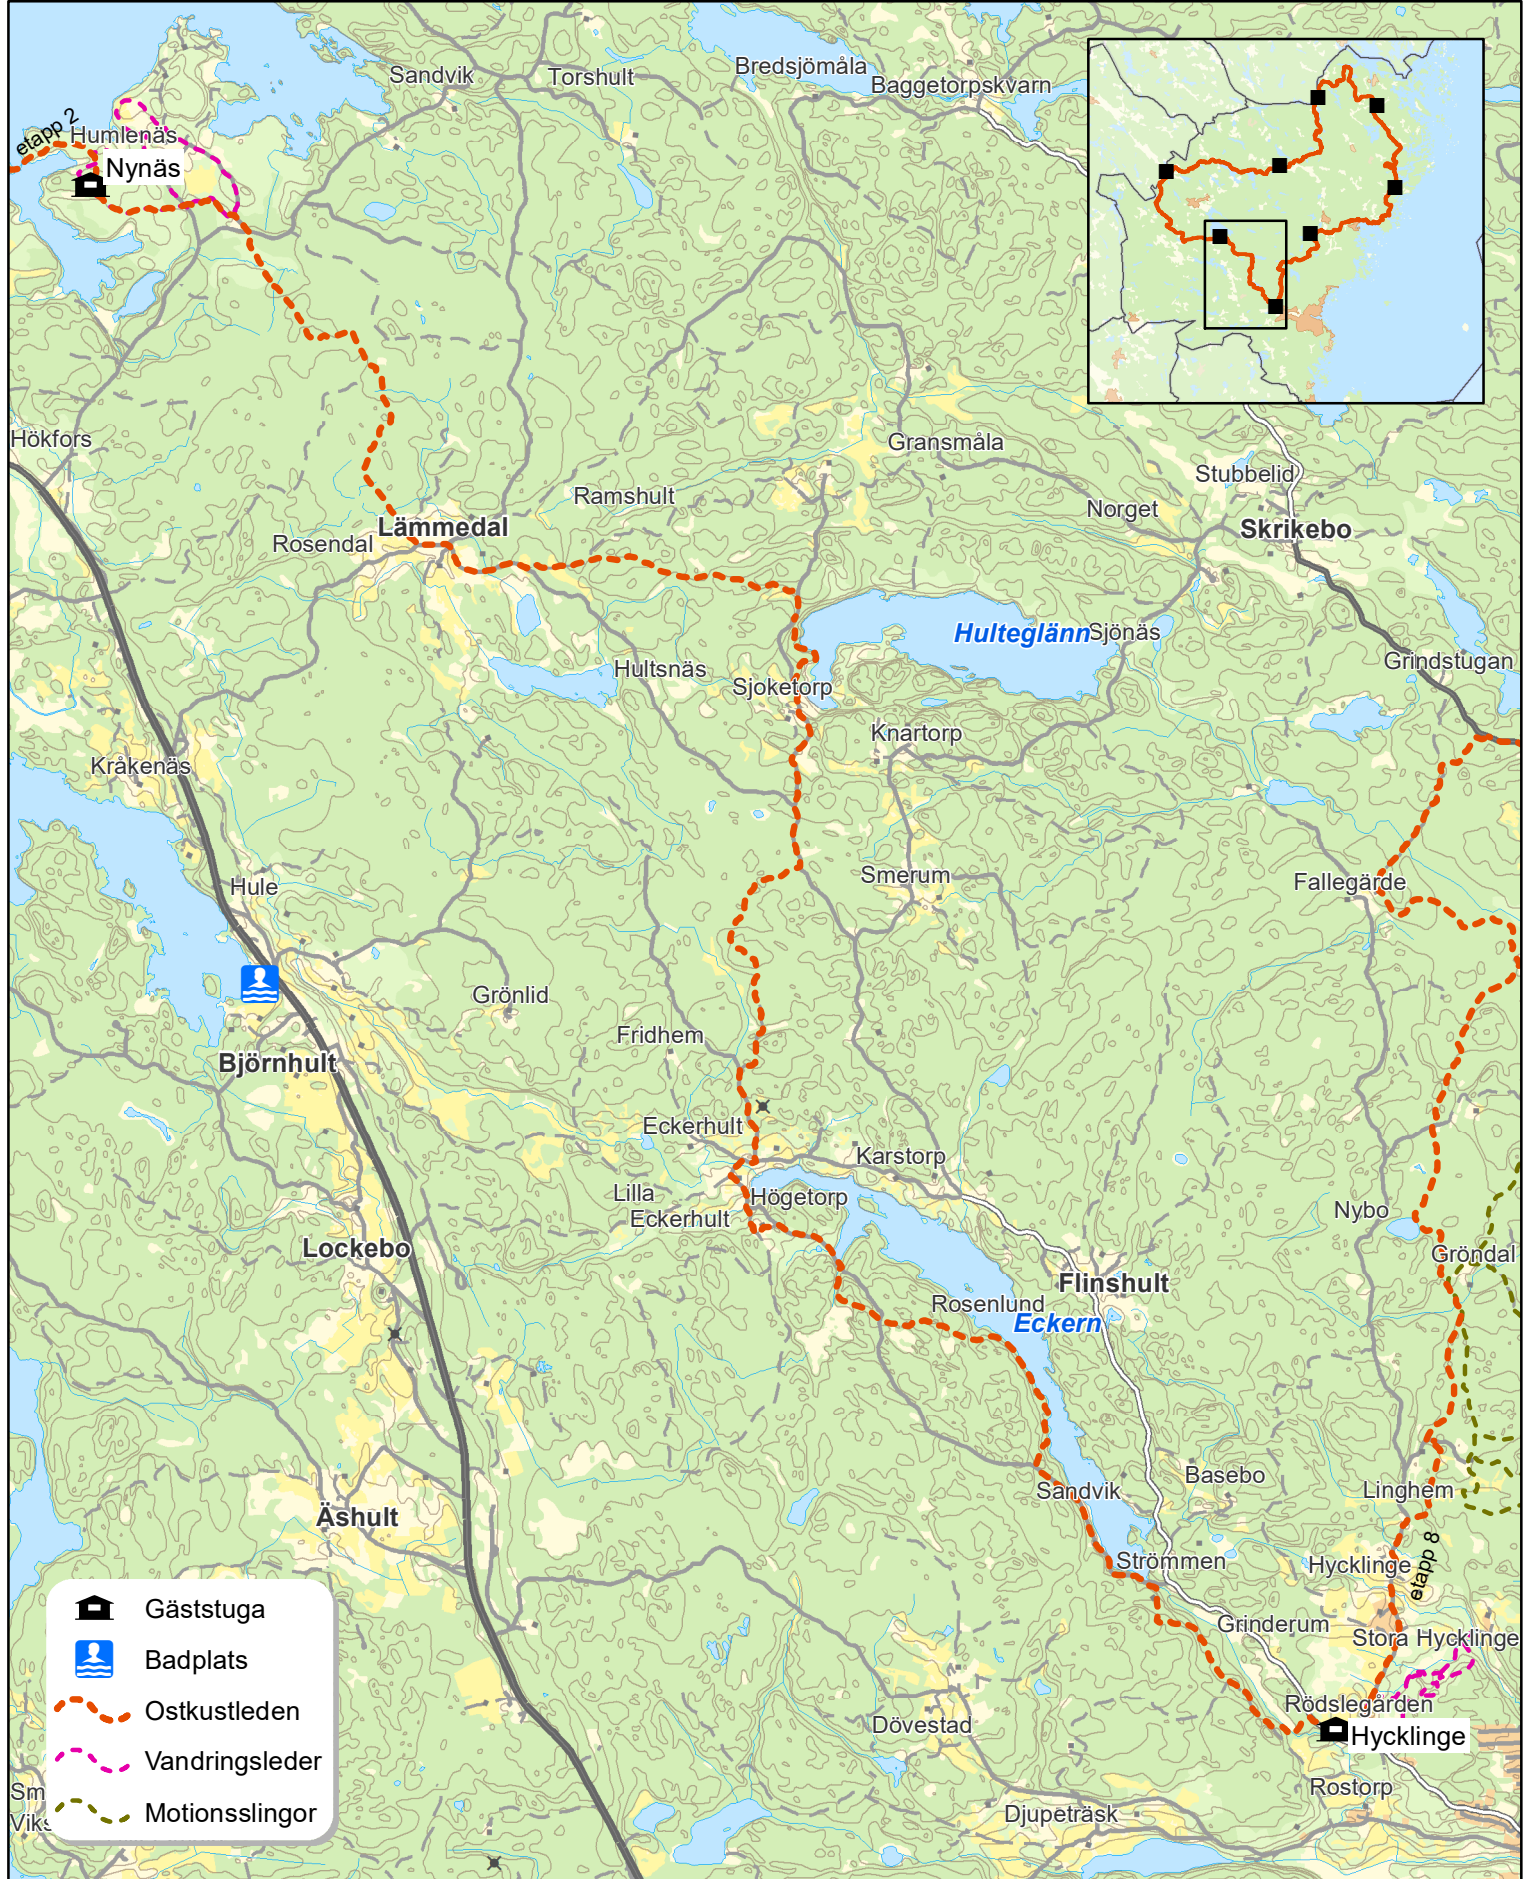 Sandvik
Torshult
Bredsjömåla
Baggetorpskvarn
etapp 2
Humlenäs
Nynäs
Hökfors
Gransmåla
Stubbelid
Ramshult
Norget
Lämmedal
Skrikebo
Rosendal
Hulteglänn
Sjönäs
Hultsnäs
Grindstugan
Sjoketorp
Knartorp
Kråkenäs
Smerum
Fallegärde
Hule
Grönlid
Fridhem
Björnhult
Eckerhult
Karstorp
Lilla
Eckerhult
Högetorp
Nybo
Lockebo
Gröndal
Flinshult
Rosenlund
Eckern
Basebo
Sandvik
Linghem
Äshult
Strömmen
Hycklinge
etapp 8
Grinderum
Stora Hycklinge
Rödslegården
Hycklinge
Dövestad
Rostorp
Djupeträsk
Sm
Viks
Gäststuga
Badplats
Ostkustleden
Vandringsleder
Motionsslingor